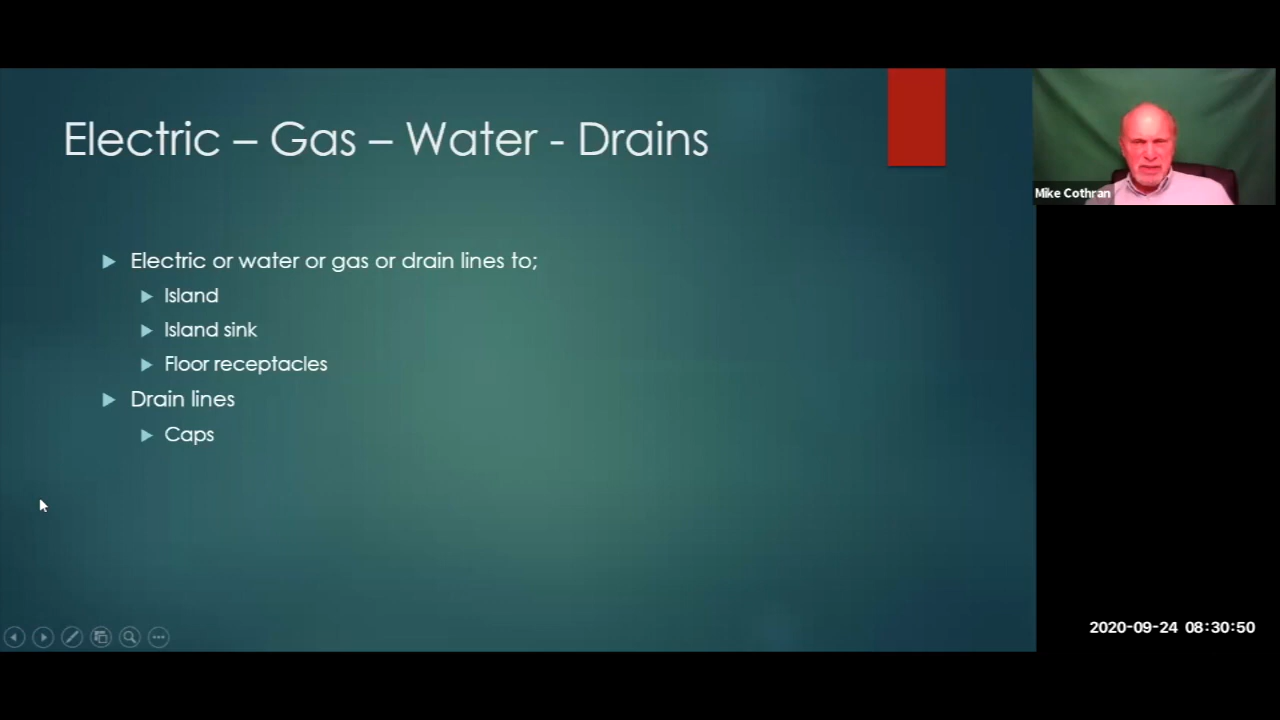 Electric – Gas – Water - Drains
Mike Cothran
Electric or water or gas or drain lines to;
Island
Island sink
Floor receptacles
Drain lines
Caps
2020-09-24 08:30:50